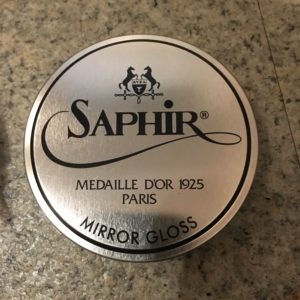 SAPHIR®
MEDAILLE D'OR 1925
PARIS
MIRROR GLOSS